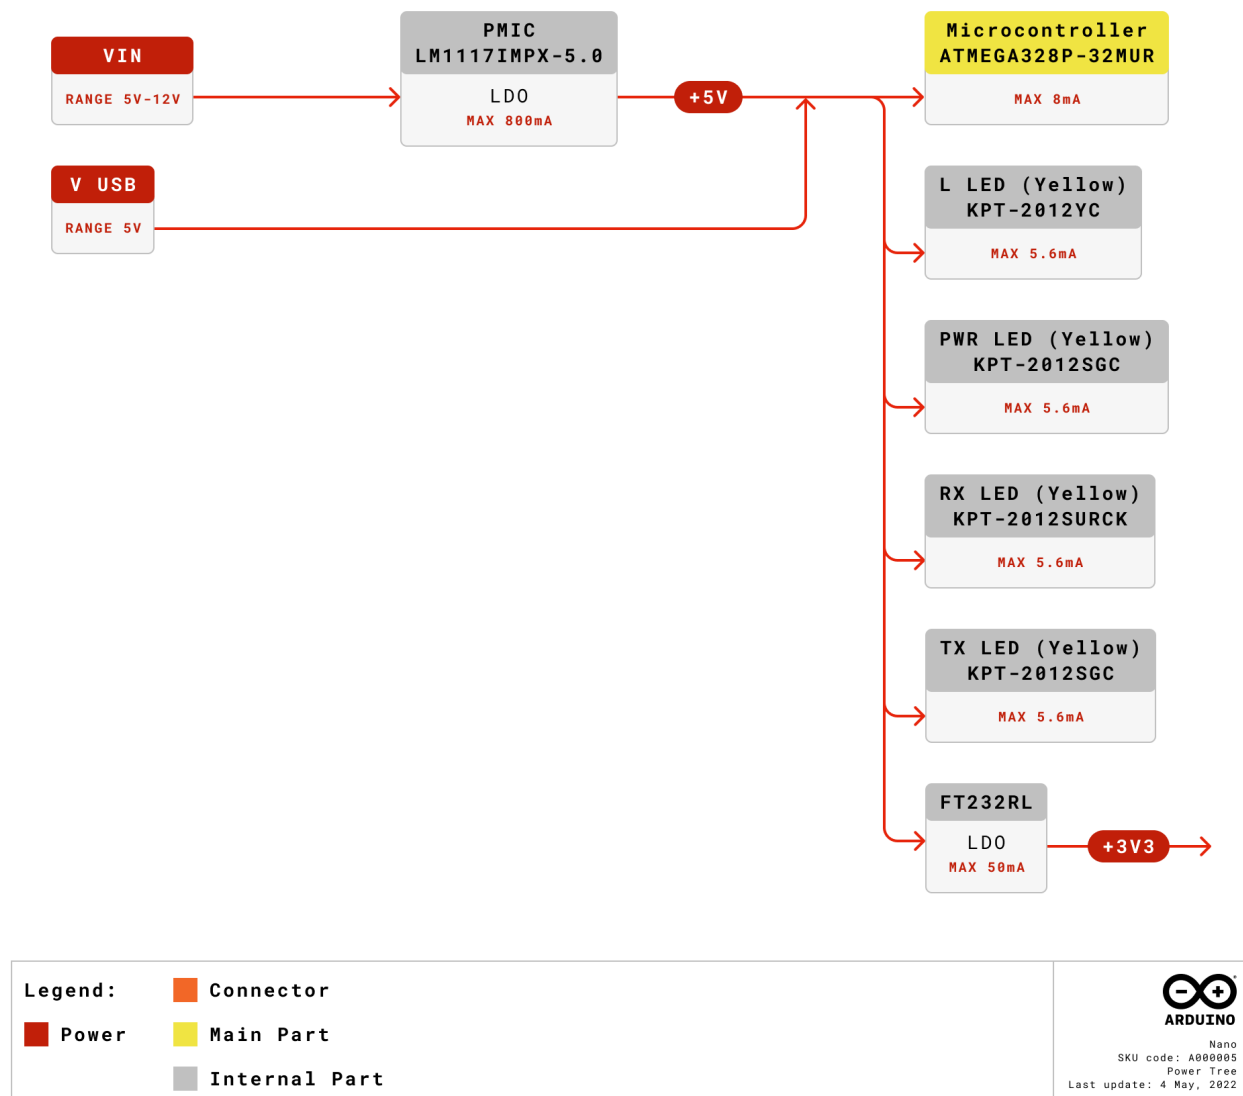 VIN
RANGE 5V-12V
PMIC
LM1117IMPX-5.0
LDO
MAX 800mA
+5V
Microcontroller
ATMEGA328P-32MUR
MAX 8mA
V USB
RANGE 5V
L LED (Yellow)
KPT-2012YC
MAX 5.6mA
PWR LED (Yellow)
KPT-2012SGC
MAX 5.6mA
RX LED (Yellow)
KPT-2012SURCK
MAX 5.6mA
TX LED (Yellow)
KPT-2012SGC
MAX 5.6mA
FT232RL
LDO
MAX 50mA
+3V3
Legend:
Power
Connector
Main Part
Internal Part
ARDUINO
Nano
SKU code: A000005
Power Tree
Last update: 4 May, 2022